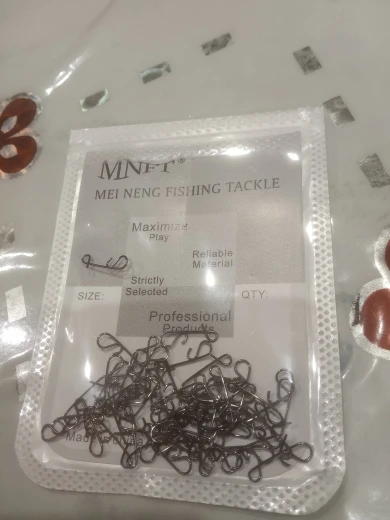 MNFT®
MEI NENG FISHING TACKLE
Maximize
Play
Reliable
Material
Strictly
Selected
SIZE:
QTY:
Professional
Products